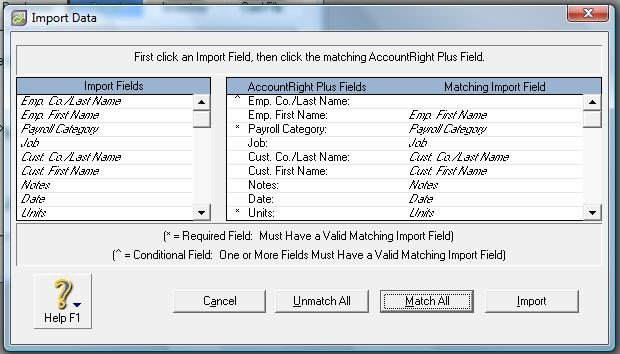 Import Data
First click an Import Field, then click the matching AccountRight Plus Field.
Import Fields AccountRight Plus Fields Matching Import Field
Emp. Co./Last Name ^ Emp. Co./Last Name:
Emp. First Name Emp. First Name: Emp. First Name
Payroll Category * Payroll Category: Payroll Category
Job Job: Job
Cust. Co./Last Name Cust. Co./Last Name: Cust. Co./Last Name
Cust. First Name Cust. First Name: Cust. First Name
Notes Notes: Notes
Date Date: Date
Units * Units: Units
(* = Required Field: Must Have a Valid Matching Import Field)
(^ = Conditional Field: One or More Fields Must Have a Valid Matching Import Field)
Help F1 Cancel Unmatch All Match All Import